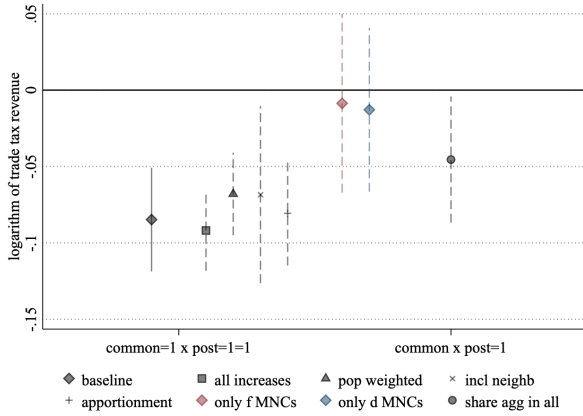 .05
0
-.05
-.1
-.15
logarithm of trade tax revenue
common=1 x post=1=1
common x post=1
baseline
all increases
pop weighted
incl neighb
apportionment
only f MNCs
only d MNCs
share agg in all